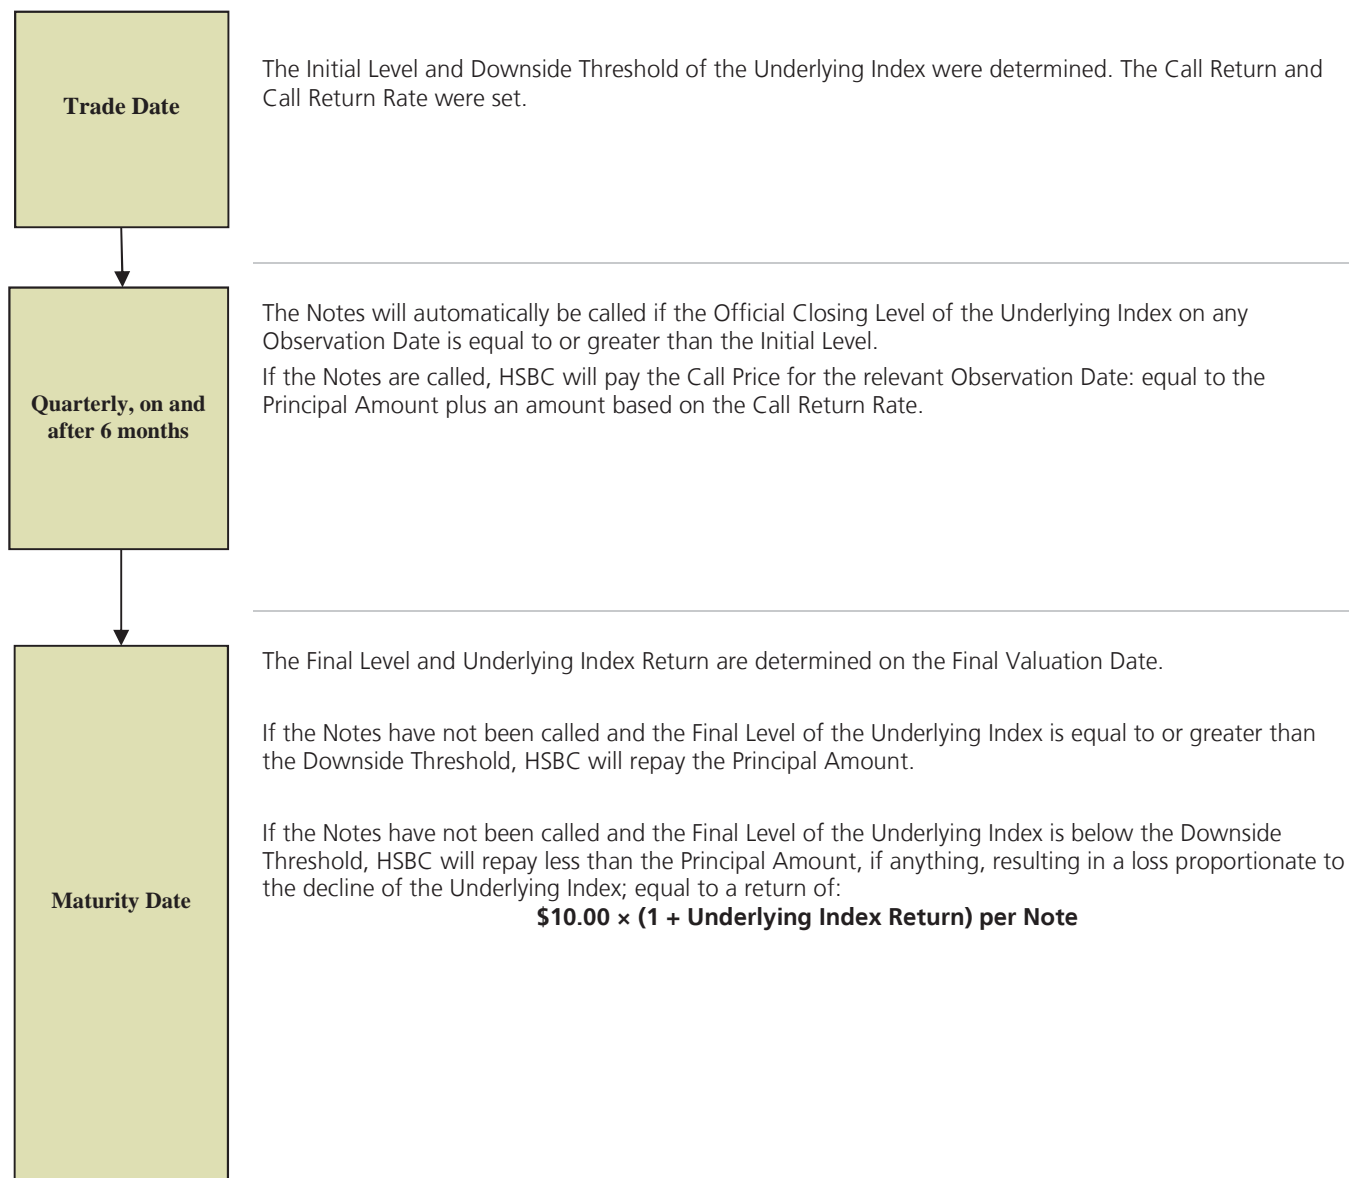 Trade Date
The Initial Level and Downside Threshold of the Underlying Index were determined. The Call Return and
Call Return Rate were set.
Quarterly, on and
after 6 months
The Notes will automatically be called if the Official Closing Level of the Underlying Index on any
Observation Date is equal to or greater than the Initial Level.
If the Notes are called, HSBC will pay the Call Price for the relevant Observation Date: equal to the
Principal Amount plus an amount based on the Call Return Rate.
Maturity Date
The Final Level and Underlying Index Return are determined on the Final Valuation Date.
If the Notes have not been called and the Final Level of the Underlying Index is equal to or greater than
the Downside Threshold, HSBC will repay the Principal Amount.
If the Notes have not been called and the Final Level of the Underlying Index is below the Downside
Threshold, HSBC will repay less than the Principal Amount, if anything, resulting in a loss proportionate to
the decline of the Underlying Index; equal to a return of:
$10.00 × (1 + Underlying Index Return) per Note